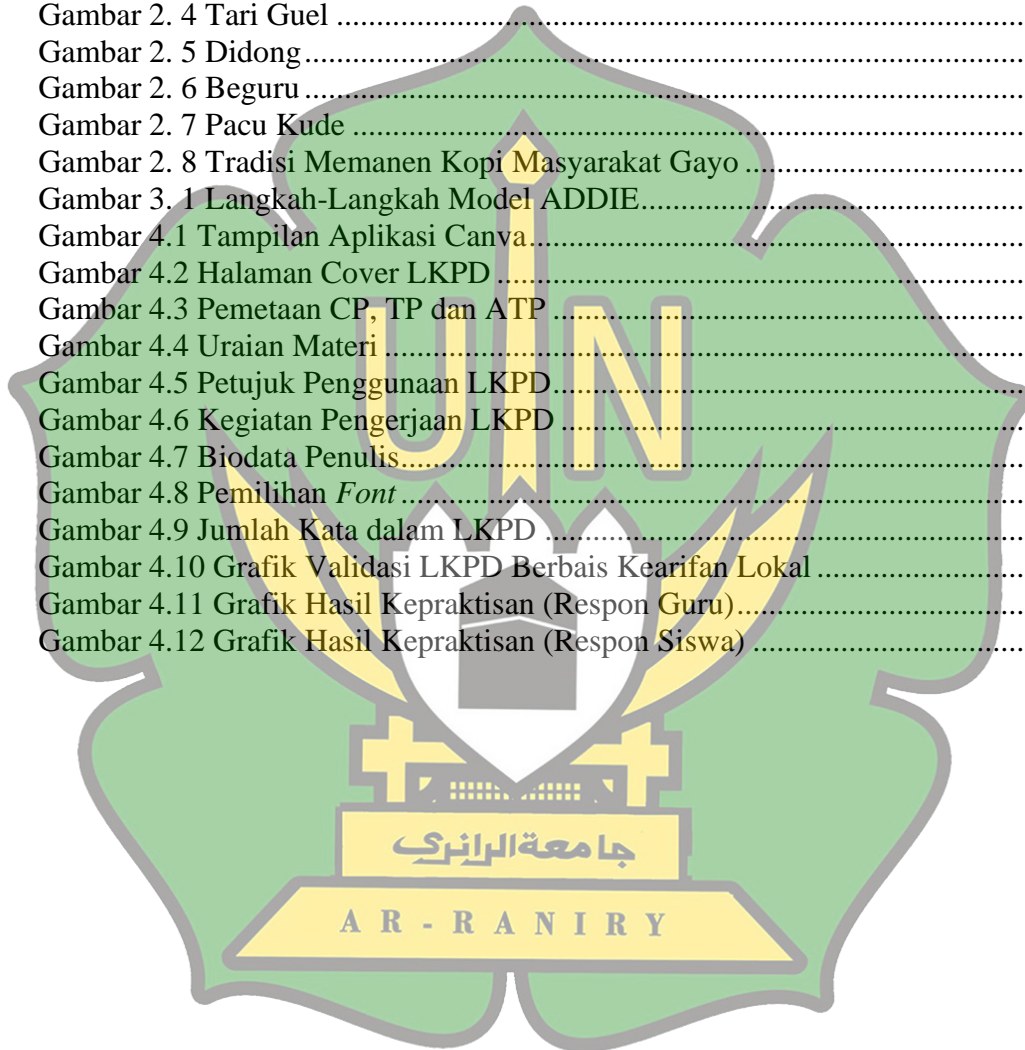 Gambar 2. 4 Tari Guel ..........................................................................................
Gambar 2. 5 Didong ..........................................................................................
Gambar 2. 6 Beguru ..........................................................................................
Gambar 2. 7 Pacu Kude ..........................................................................................
Gambar 2. 8 Tradisi Memanen Kopi Masyarakat Gayo ....................................
Gambar 3. 1 Langkah-Langkah Model ADDIE ....................................................
Gambar 4.1 Tampilan Aplikasi Canva ....................................................................
Gambar 4.2 Halaman Cover LKPD ........................................................................
Gambar 4.3 Pemetaan CP, TP dan ATP ................................................................
Gambar 4.4 Uraian Materi ....................................................................................
Gambar 4.5 Petujuk Penggunaan LKPD ................................................................
Gambar 4.6 Kegiatan Pengerjaan LKPD ................................................................
Gambar 4.7 Biodata Penulis ..................................................................................
Gambar 4.8 Pemilihan Font ..................................................................................
Gambar 4.9 Jumlah Kata dalam LKPD ................................................................
Gambar 4.10 Grafik Validasi LKPD Berbais Kearifan Lokal ............................
Gambar 4.11 Grafik Hasil Kepraktisan (Respon Guru) ......................................
Gambar 4.12 Grafik Hasil Kepraktisan (Respon Siswa) ....................................
UIN
جامعة الرانري
AR-RANIRY